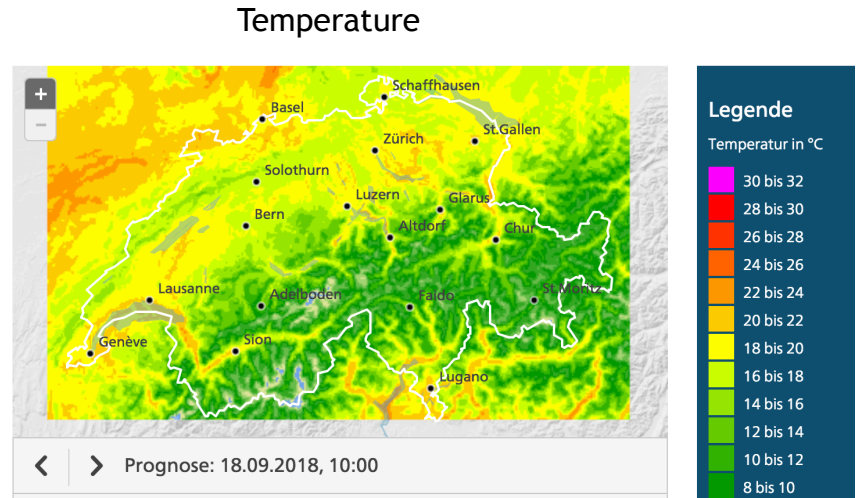 Temperature
+
−
Schaffhausen
Basel
Zürich
St.Gallen
Solothurn
Luzern
Glarus
Bern
Altdorf
Chur
Lausanne
Adelboden
Faido
St.Moritz
Genève
Sion
Lugano
Prognose: 18.09.2018, 10:00
Legende
Temperatur in °C
30 bis 32
28 bis 30
26 bis 28
24 bis 26
22 bis 24
20 bis 22
18 bis 20
16 bis 18
14 bis 16
12 bis 14
10 bis 12
8 bis 10